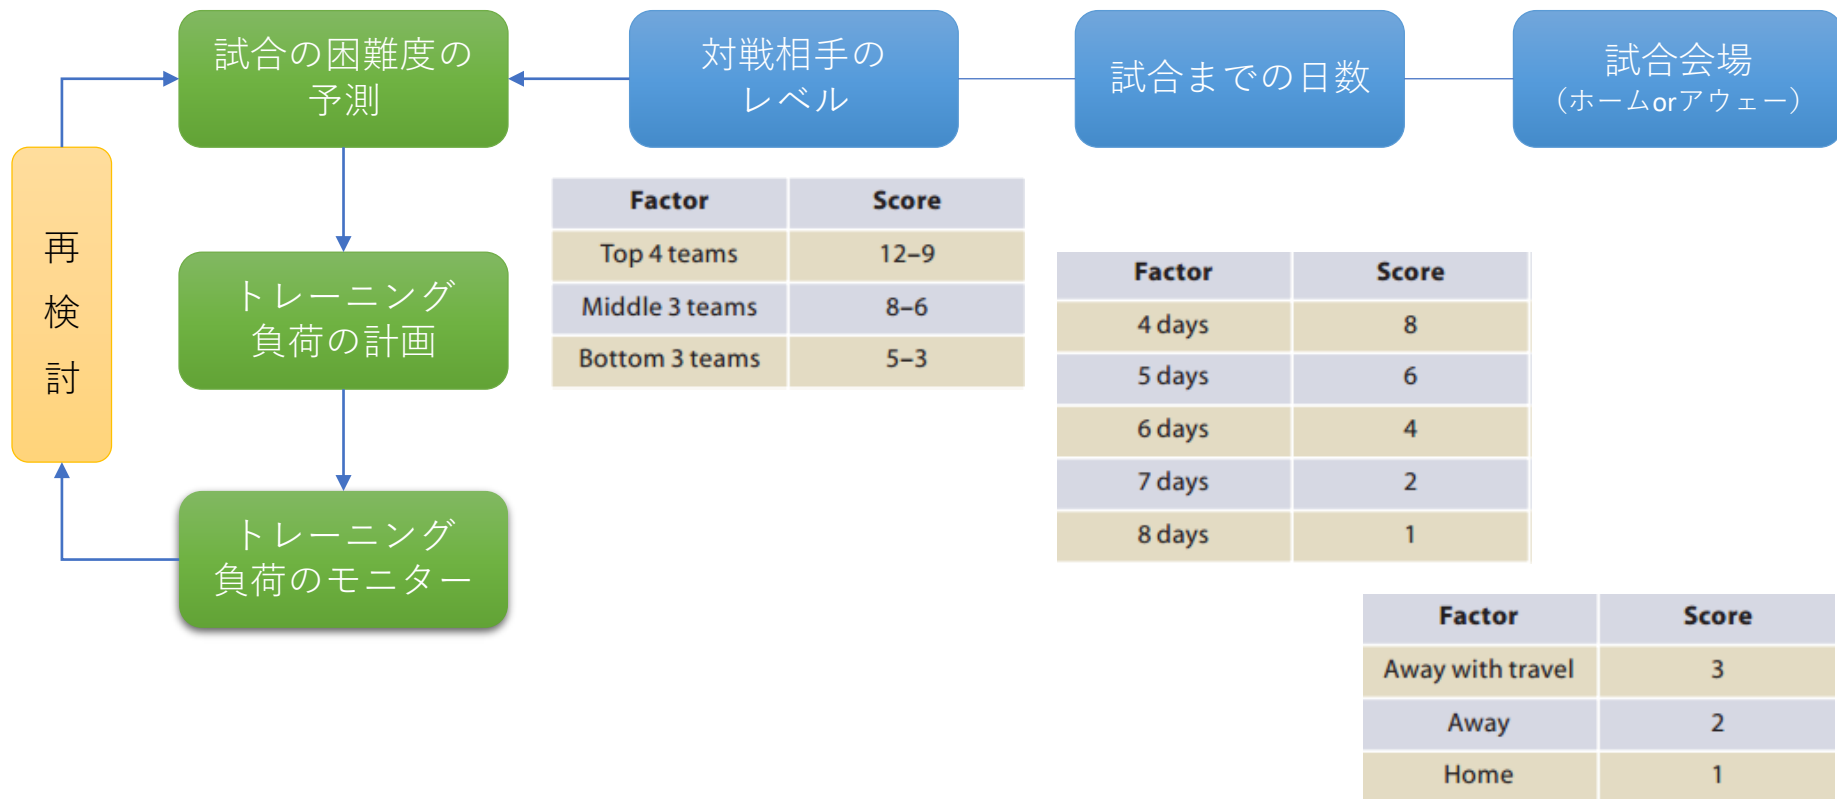 試合の困難度の
予測
対戦相手の
レベル
試合までの日数
試合会場
（ホームorアウェー）
再
検
討
トレーニング
負荷の計画
トレーニング
負荷のモニター
Factor Score
Top 4 teams 12–9
Middle 3 teams 8–6
Bottom 3 teams 5–3
Factor Score
4 days 8
5 days 6
6 days 4
7 days 2
8 days 1
Factor Score
Away with travel 3
Away 2
Home 1